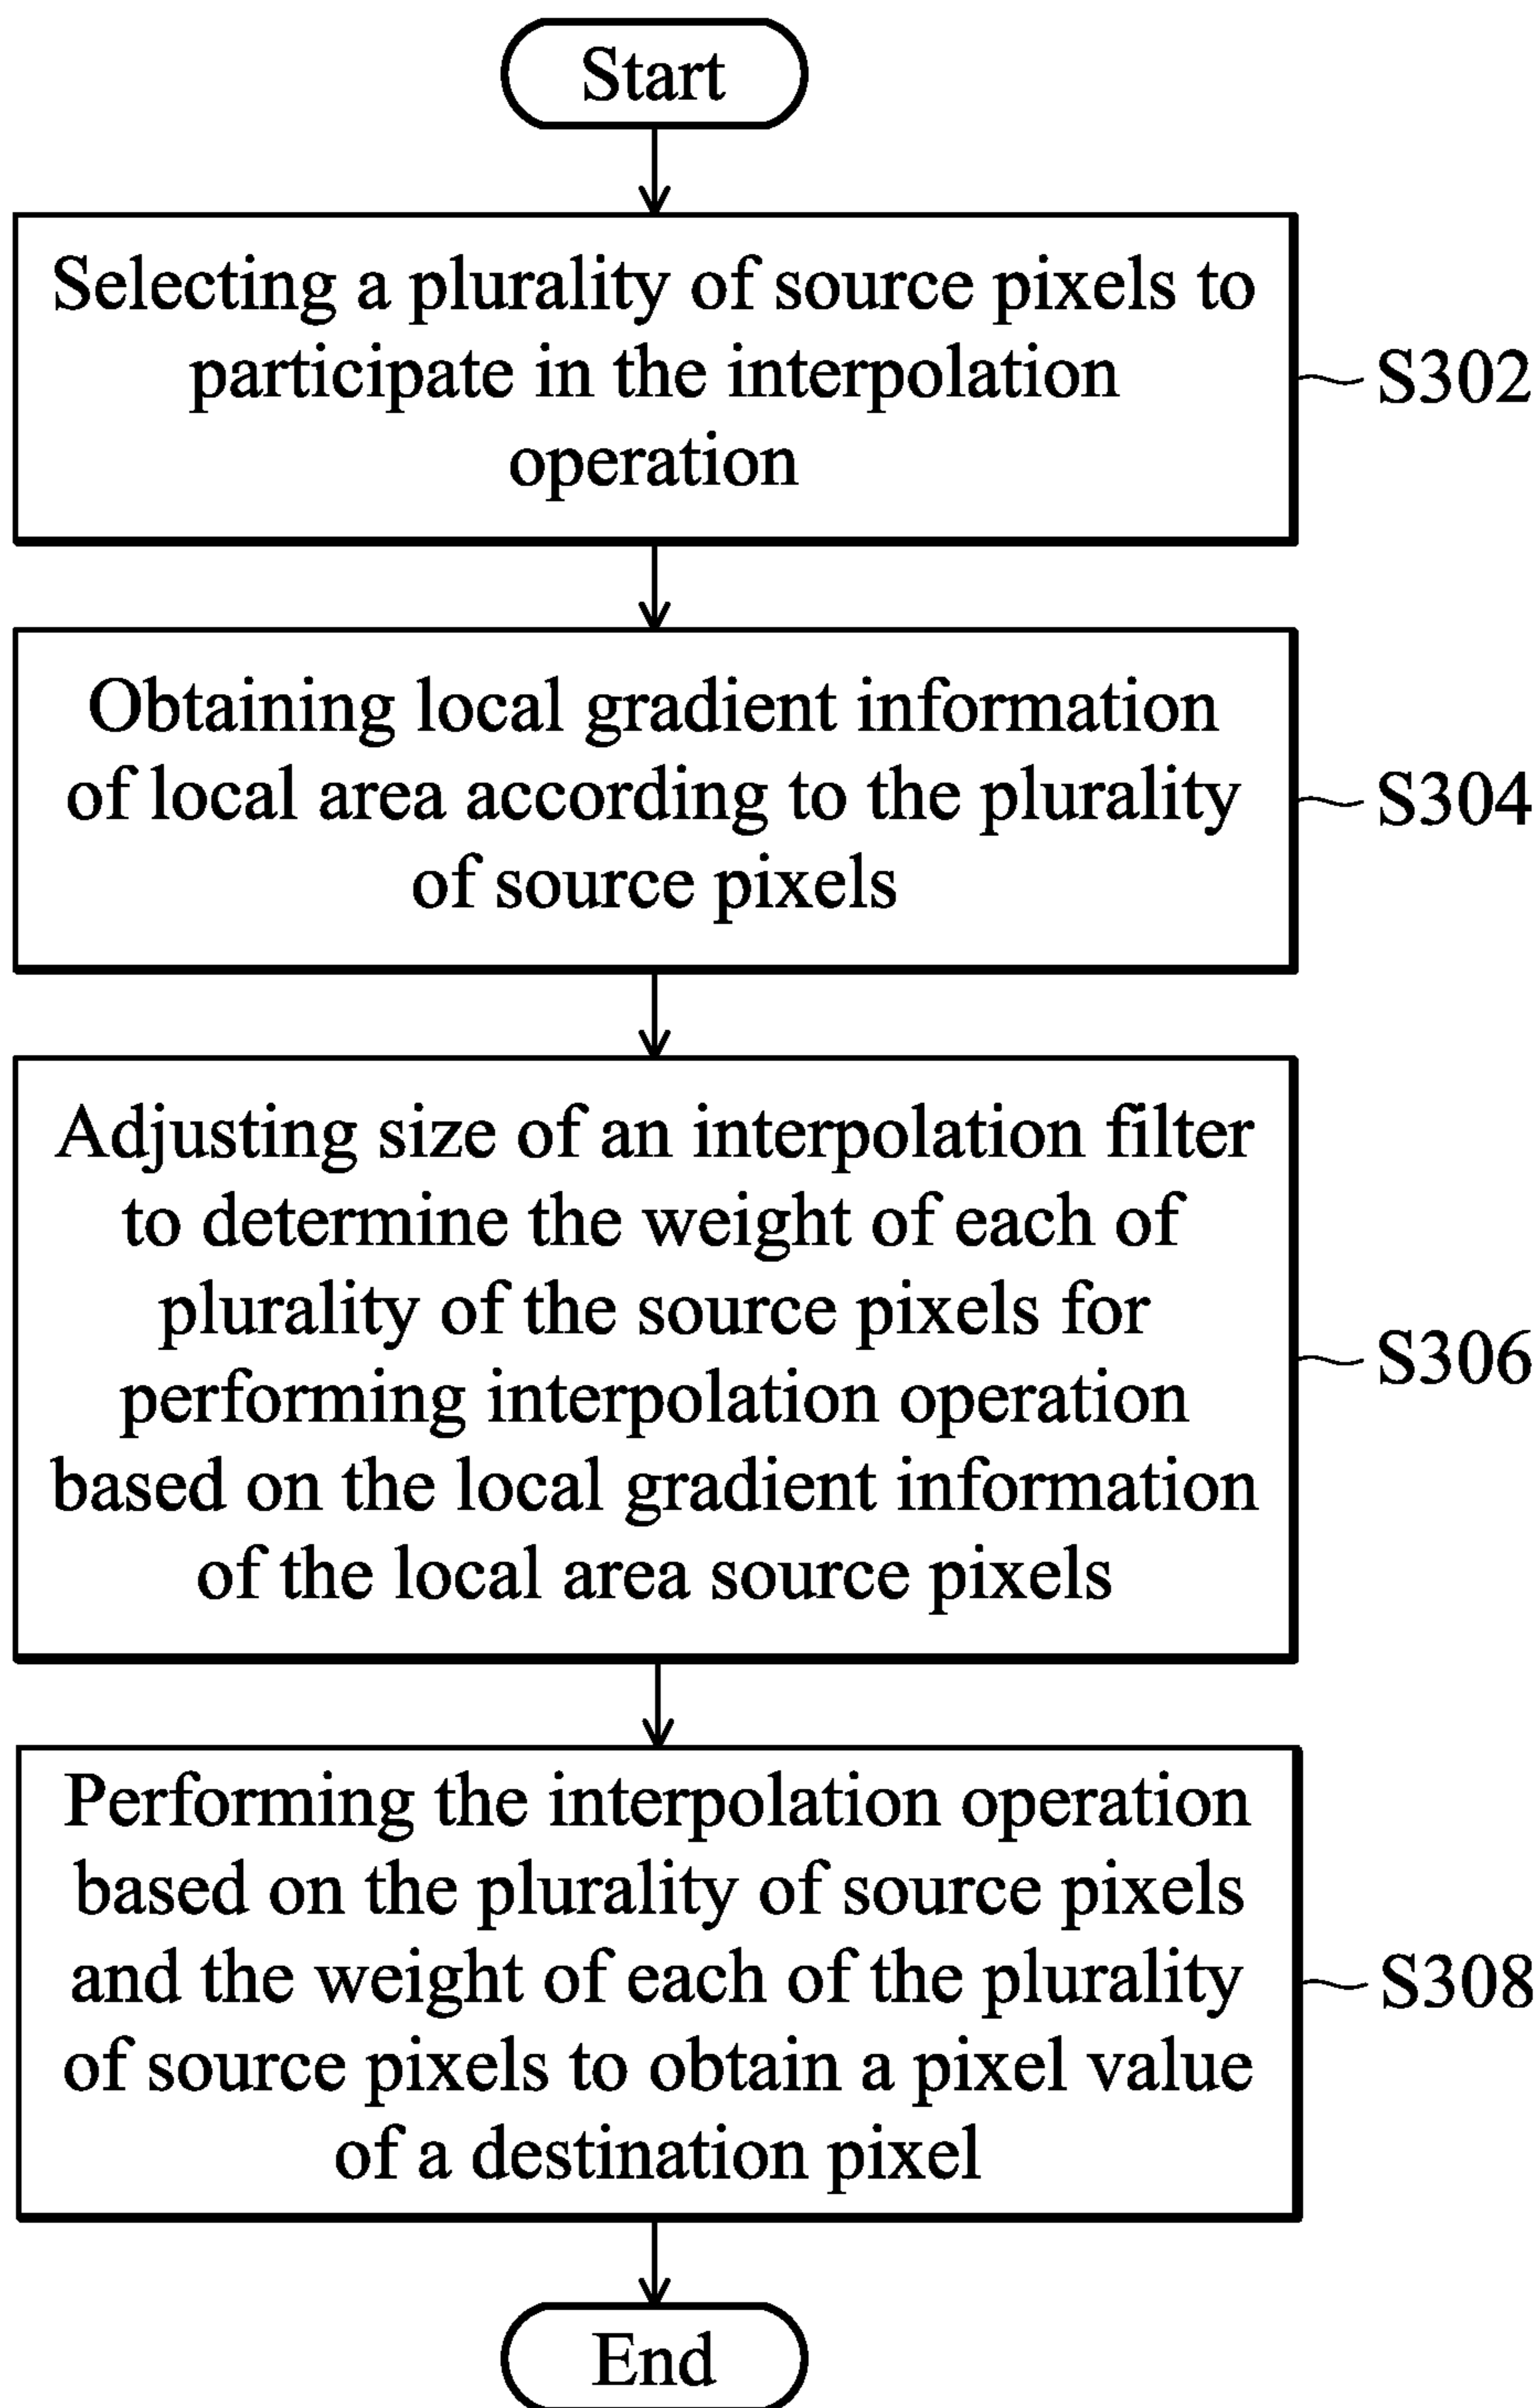 Start
Selecting a plurality of source pixels to
participate in the interpolation
operation
S302
Obtaining local gradient information
of local area according to the plurality
of source pixels
S304
Adjusting size of an interpolation filter
to determine the weight of each of
plurality of the source pixels for
performing interpolation operation
based on the local gradient information
of the local area source pixels
S306
Performing the interpolation operation
based on the plurality of source pixels
and the weight of each of the plurality
of source pixels to obtain a pixel value
of a destination pixel
S308
End